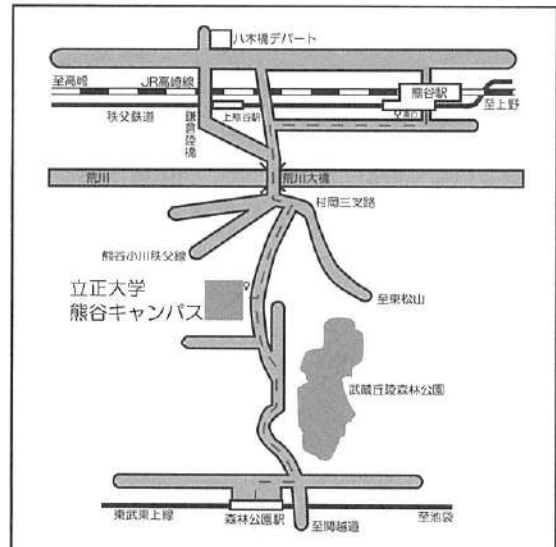 八木橋デパート
至高崎
JR高崎線
熊谷駅
至上野
秩父鉄道
鎌倉陸橋
上熊谷駅
南口
荒川
荒川大橋
村岡三叉路
熊谷小川秩父線
至東松山
立正大学
熊谷キャンパス
武蔵丘陵森林公園
東武東上線
森林公園駅
至関越道
至池袋